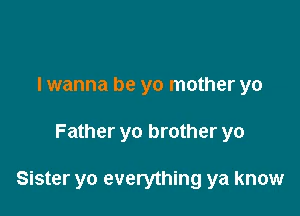 I wanna be yo mother yo
Father yo brother yo
Sister yo everything ya know